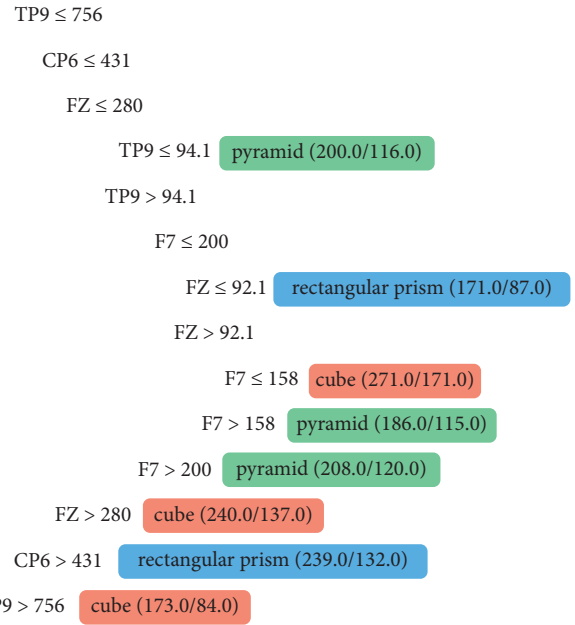 TP9 ≤ 756
CP6 ≤ 431
FZ ≤ 280
TP9 ≤ 94.1 pyramid (200.0/116.0)
TP9 > 94.1
F7 ≤ 200
FZ ≤ 92.1 rectangular prism (171.0/87.0)
FZ > 92.1
F7 ≤ 158 cube (271.0/171.0)
F7 > 158 pyramid (186.0/115.0)
F7 > 200 pyramid (208.0/120.0)
FZ > 280 cube (240.0/137.0)
CP6 > 431 rectangular prism (239.0/132.0)
P9 > 756 cube (173.0/84.0)